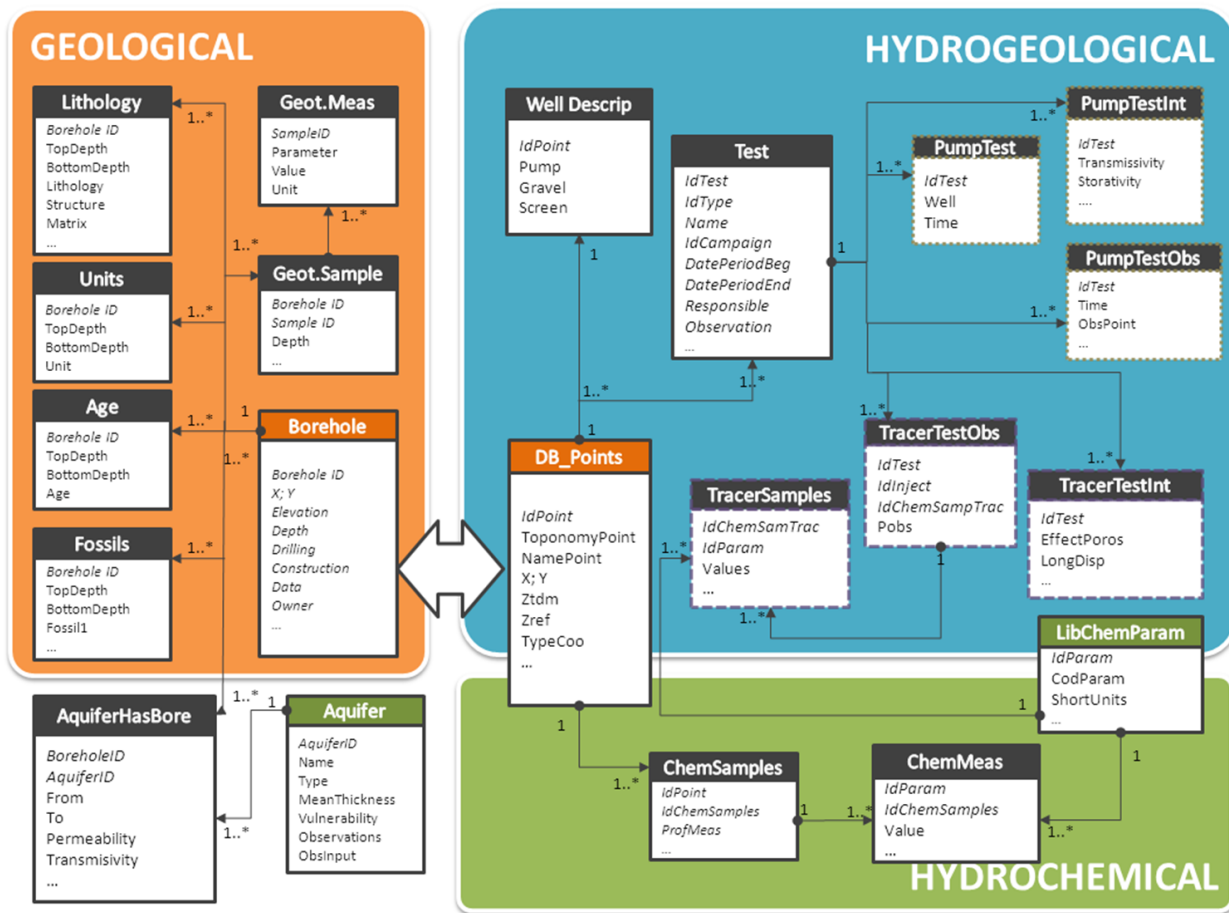 GEOLOGICAL
Lithology
Borehole ID
TopDepth
BottomDepth
Lithology
Structure
Matrix
...
1..*
Geot.Meas
SampleID
Parameter
Value
Unit
1..*
1..*
Units
Borehole ID
TopDepth
BottomDepth
Unit
1..*
Geot.Sample
Borehole ID
Sample ID
Depth
...
Age
Borehole ID
TopDepth
BottomDepth
Age
1..*
1
1..*
Borehole
Borehole ID
X; Y
Elevation
Depth
Drilling
Construction
Data
Owner
...
Fossils
Borehole ID
TopDepth
BottomDepth
Fossil1
...
1..*
AquiferHasBore
BoreholeID
AquiferID
From
To
Permeability
Transmisivity
...
1..*
1
1..*
Aquifer
AquiferID
Name
Type
MeanThickness
Vulnerability
Observations
ObsInput
HYDROGEOLOGICAL
Well Descrip
IdPoint
Pump
Gravel
Screen
1
Test
IdTest
IdType
Name
IdCampaign
DatePeriodBeg
DatePeriodEnd
Responsible
Observation
...
1
1..*
1..*
PumpTest
IdTest
Well
Time
1..*
PumpTestInt
IdTest
Transmissivity
Storativity
....
1..*
PumpTestObs
IdTest
Time
ObsPoint
...
1..*
1
DB_Points
IdPoint
ToponomyPoint
NamePoint
X; Y
Ztdm
Zref
TypeCoo
...
TracerSamples
IdChemSamTrac
IdParam
Values
...
1..*
1..*
1..*
TracerTestObs
IdTest
IdInject
IdChemSampTrac
Pobs
1
1..*
TracerTestInt
IdTest
EffectPoros
LongDisp
...
LibChemParam
IdParam
CodParam
ShortUnits
...
1
1
1
1..*
ChemSamples
IdPoint
IdChemSamples
ProfMeas
...
1
1..*
ChemMeas
IdParam
IdChemSamples
Value
...
1..*
HYDROCHEMICAL